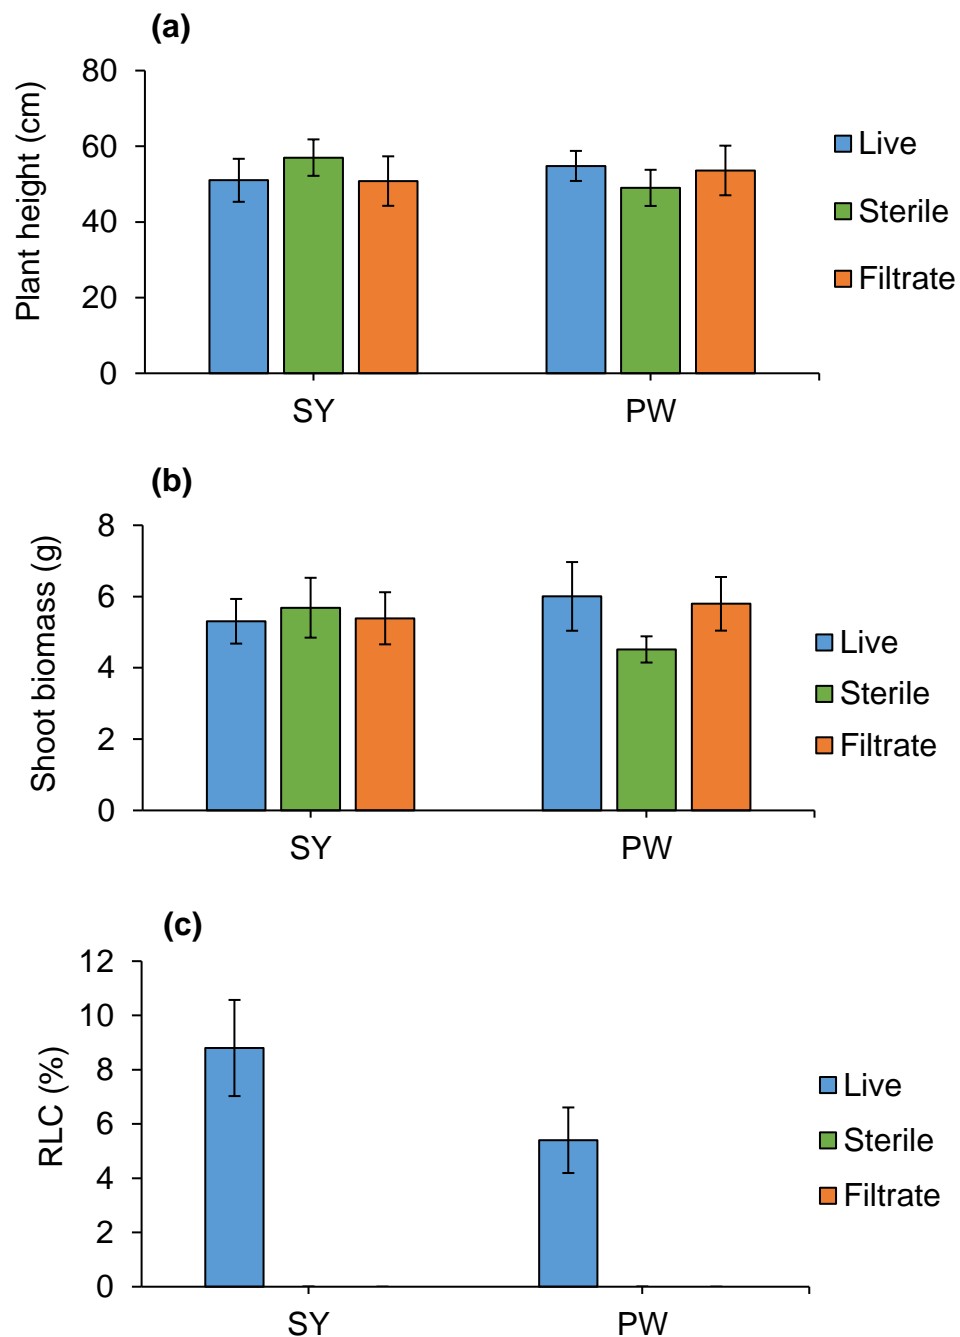 (a)
Plant height (cm)
80
60
40
20
0
SY
PW
Live
Sterile
Filtrate
(b)
Shoot biomass (g)
8
6
4
2
0
SY
PW
Live
Sterile
Filtrate
(c)
RLC (%)
12
10
8
6
4
2
0
SY
PW
Live
Sterile
Filtrate